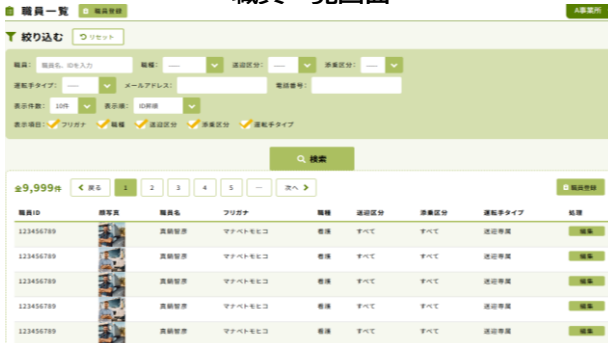 職員一覧 職員登録 A事業所
絞り込む リセット
職員: 職員名、IDを入力 職種: ---- 送迎区分: ---- 添乗区分: ----
運転手タイプ: ---- メールアドレス: 電話番号:
表示件数: 10件 表示順: ID昇順
表示項目: フリガナ 職種 送迎区分 添乗区分 運転手タイプ
検索
全9,999件 戻る 1 2 3 4 5 … 次へ 職員登録
職員ID 顔写真 職員名 フリガナ 職種 送迎区分 添乗区分 運転手タイプ 処理
123456789 真鍋智彦 マナベトモヒコ 看護 すべて すべて 送迎専属 編集
123456789 真鍋智彦 マナベトモヒコ 看護 すべて すべて 送迎専属 編集
123456789 真鍋智彦 マナベトモヒコ 看護 すべて すべて 送迎専属 編集
123456789 真鍋智彦 マナベトモヒコ 看護 すべて すべて 送迎専属 編集
123456789 真鍋智彦 マナベトモヒコ 看護 すべて すべて 送迎専属 編集